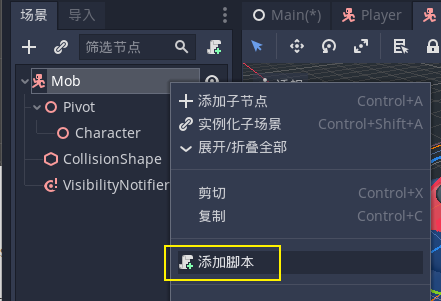 场景 导入 Main(*) Player
筛选节点
Mob
Pivot
Character
CollisionShape
VisibilityNotifier
添加子节点 Control+A
实例化子场景 Control+Shift+A
展开/折叠全部
剪切 Control+X
复制 Control+C
添加脚本